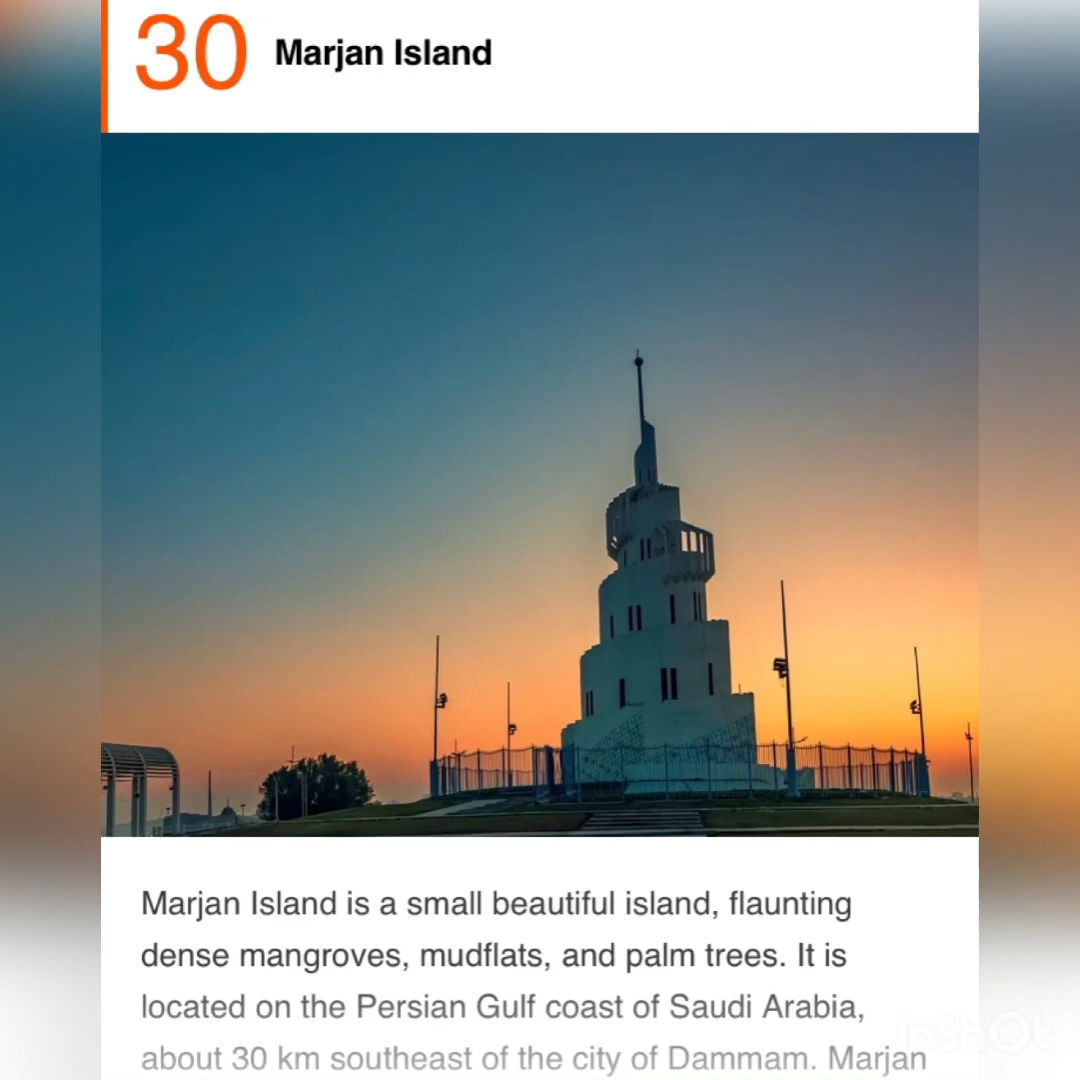 30 Marjan Island
Marjan Island is a small beautiful island, flaunting
dense mangroves, mudflats, and palm trees. It is
located on the Persian Gulf coast of Saudi Arabia,
about 30 km southeast of the city of Dammam. Marjan
InShOt